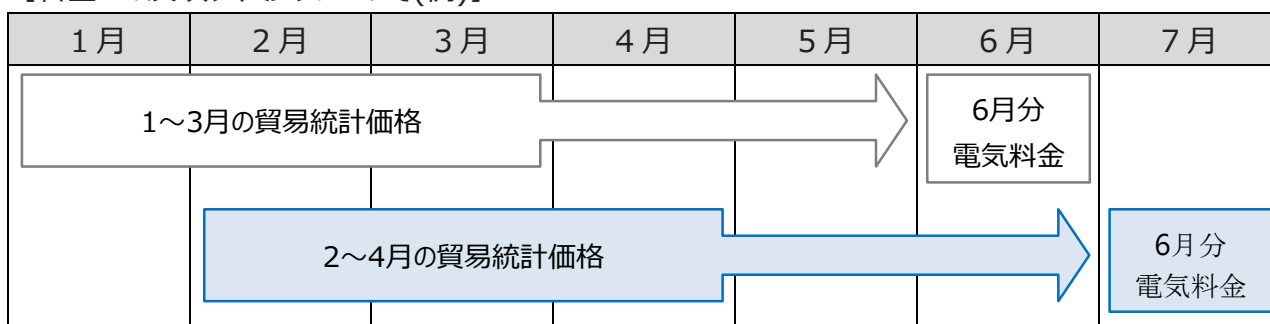 1月 2月 3月 4月 5月 6月 7月
1～3月の貿易統計価格
6月分
電気料金
2～4月の貿易統計価格
6月分
電気料金